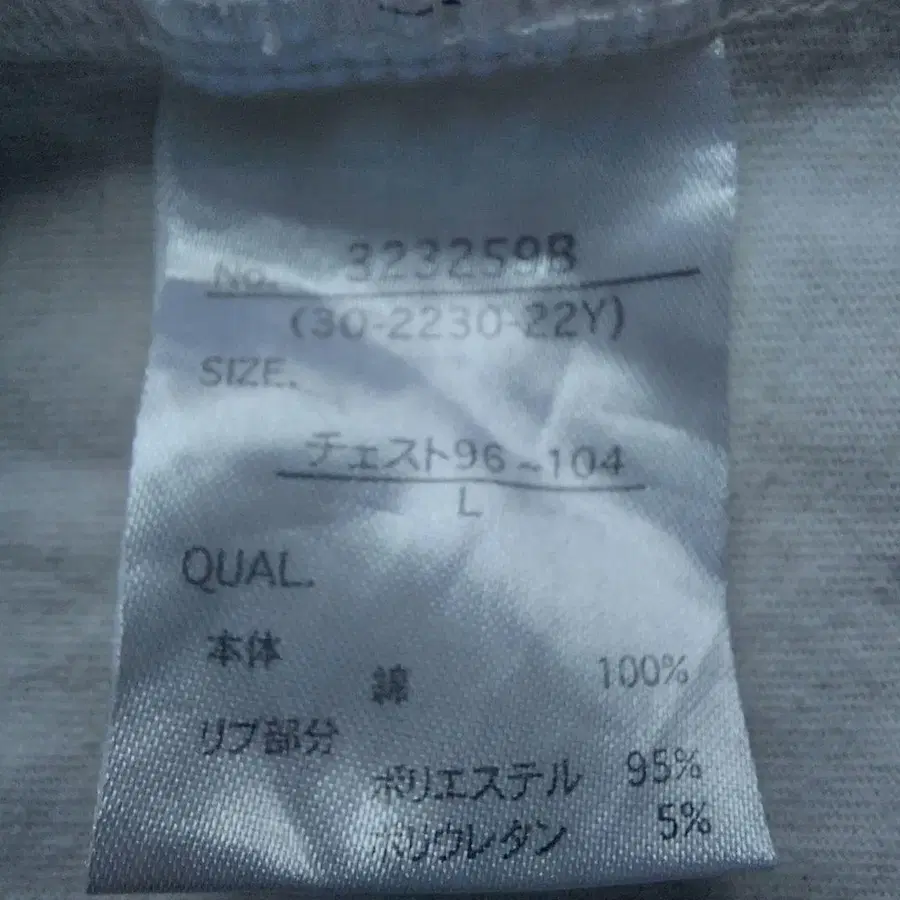 No. 323259B
(30-2230-22Y)
SIZE.
チェスト96~104
L
QUAL.
本体
綿 100%
リブ部分
ポリエステル 95%
ポリウレタン 5%